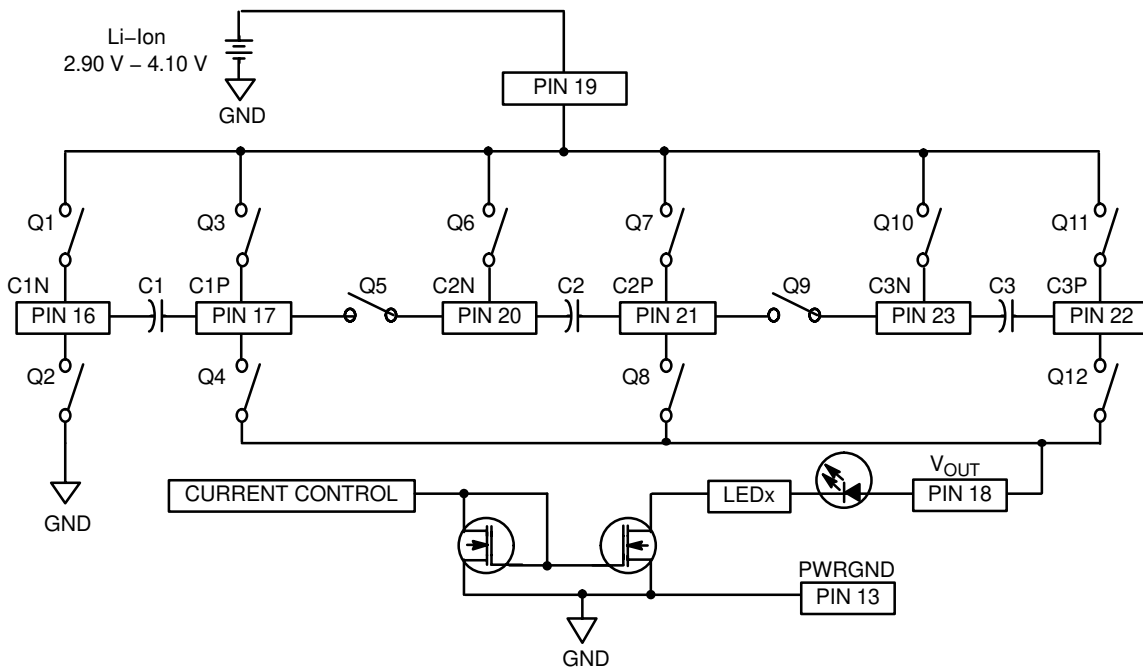 Li–Ion
2.90 V – 4.10 V
GND
PIN 19
Q1
Q3
Q6
Q7
Q10
Q11
C1N
C1
C1P
Q5
C2N
C2
C2P
Q9
C3N
C3
C3P
PIN 16
PIN 17
PIN 20
PIN 21
PIN 23
PIN 22
Q2
Q4
Q8
Q12
GND
CURRENT CONTROL
LEDx
VOUT
PIN 18
PWRGND
PIN 13
GND